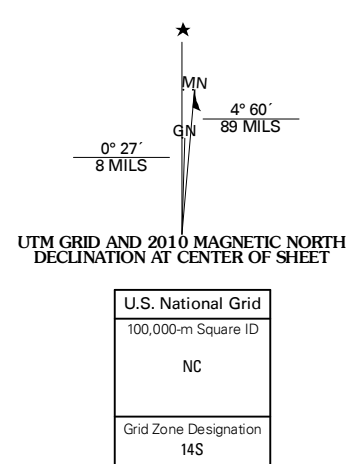 MN
GN
4° 60´
89 MILS
0° 27´
8 MILS
UTM GRID AND 2010 MAGNETIC NORTH
DECLINATION AT CENTER OF SHEET
U.S. National Grid
100,000-m Square ID
NC
Grid Zone Designation
14S